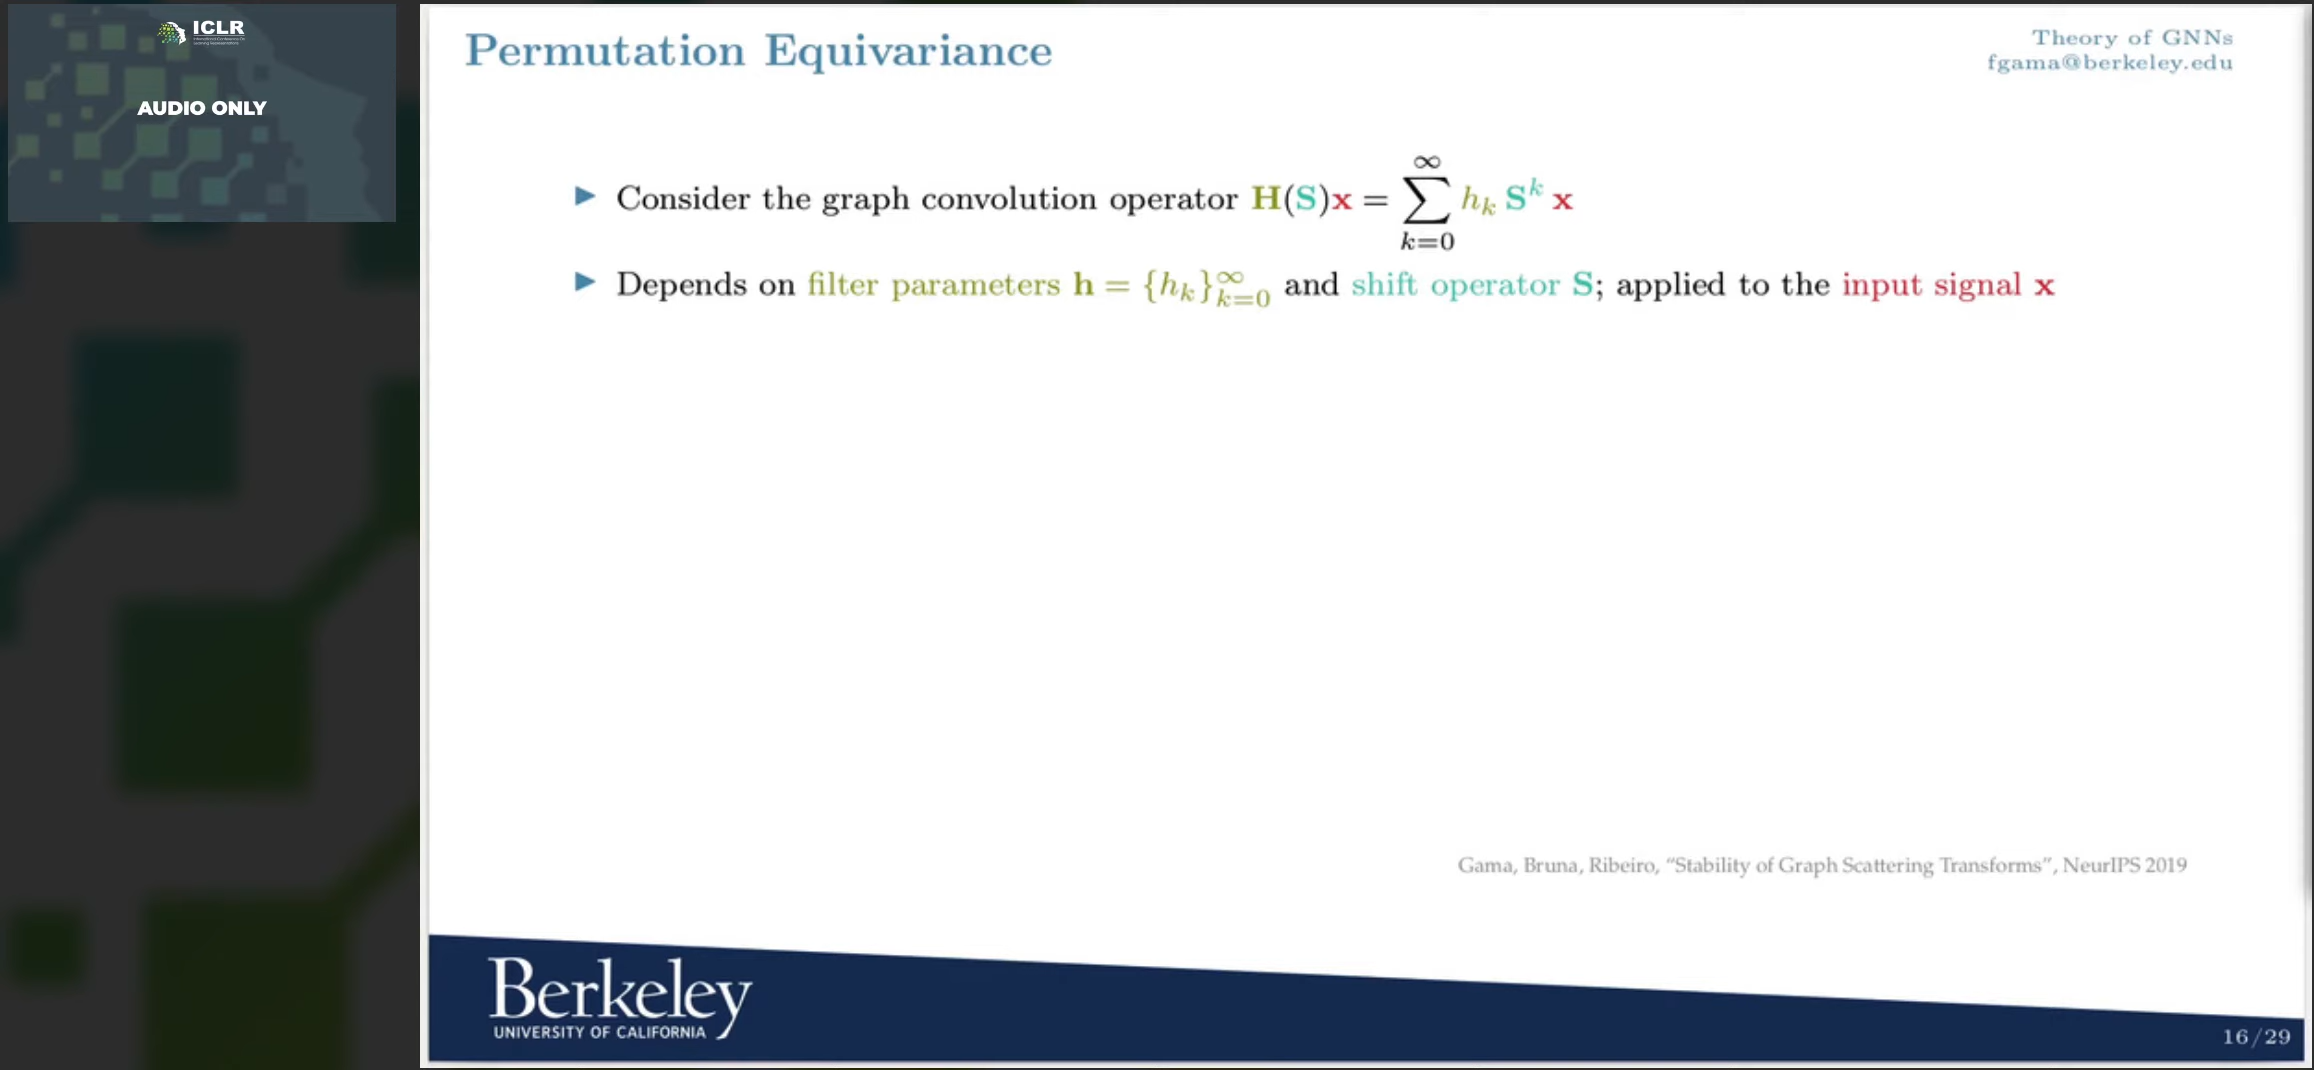 ICLR
AUDIO ONLY
Permutation Equivariance
Theory of GNNs
fgama@berkeley.edu
▶ Consider the graph convolution operator H(S)x = ∑_{k=0}^{∞} h_k S^k x
▶ Depends on filter parameters h = {h_k}_{k=0}^{∞} and shift operator S; applied to the input signal x
Gama, Bruna, Ribeiro, “Stability of Graph Scattering Transforms”, NeurIPS 2019
Berkeley
UNIVERSITY OF CALIFORNIA
16/29